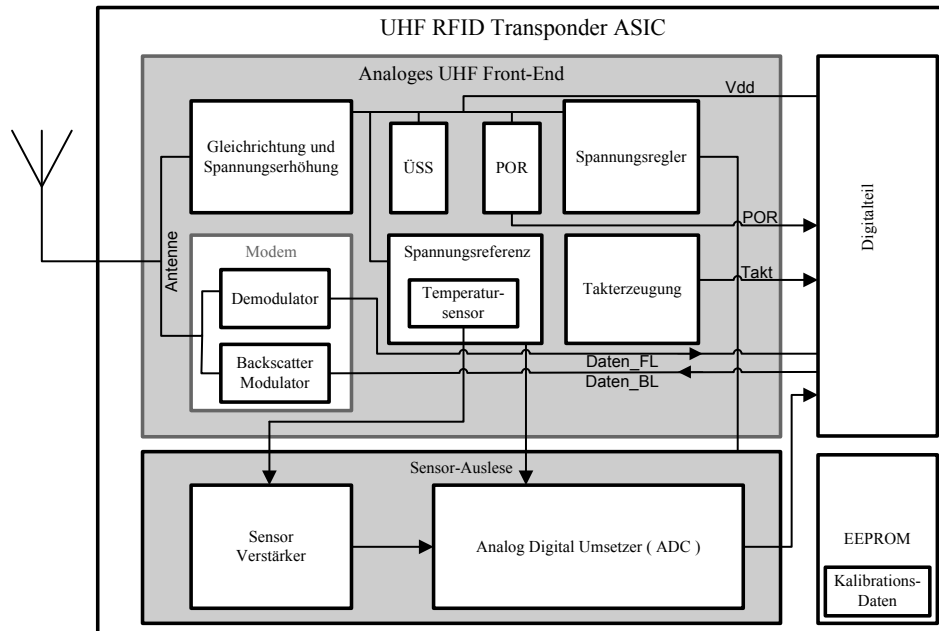 UHF RFID Transponder ASIC
Analoges UHF Front-End
Vdd
Gleichrichtung und
Spannungserhöhung
ÜSS
POR
Spannungsregler
Digitalteil
POR
Antenne
Modem
Spannungsreferenz
Temperatur-
sensor
Takterzeugung
Takt
Demodulator
Backscatter
Modulator
Daten_FL
Daten_BL
Sensor-Auslese
Sensor
Verstärker
Analog Digital Umsetzer ( ADC )
EEPROM
Kalibrations-
Daten